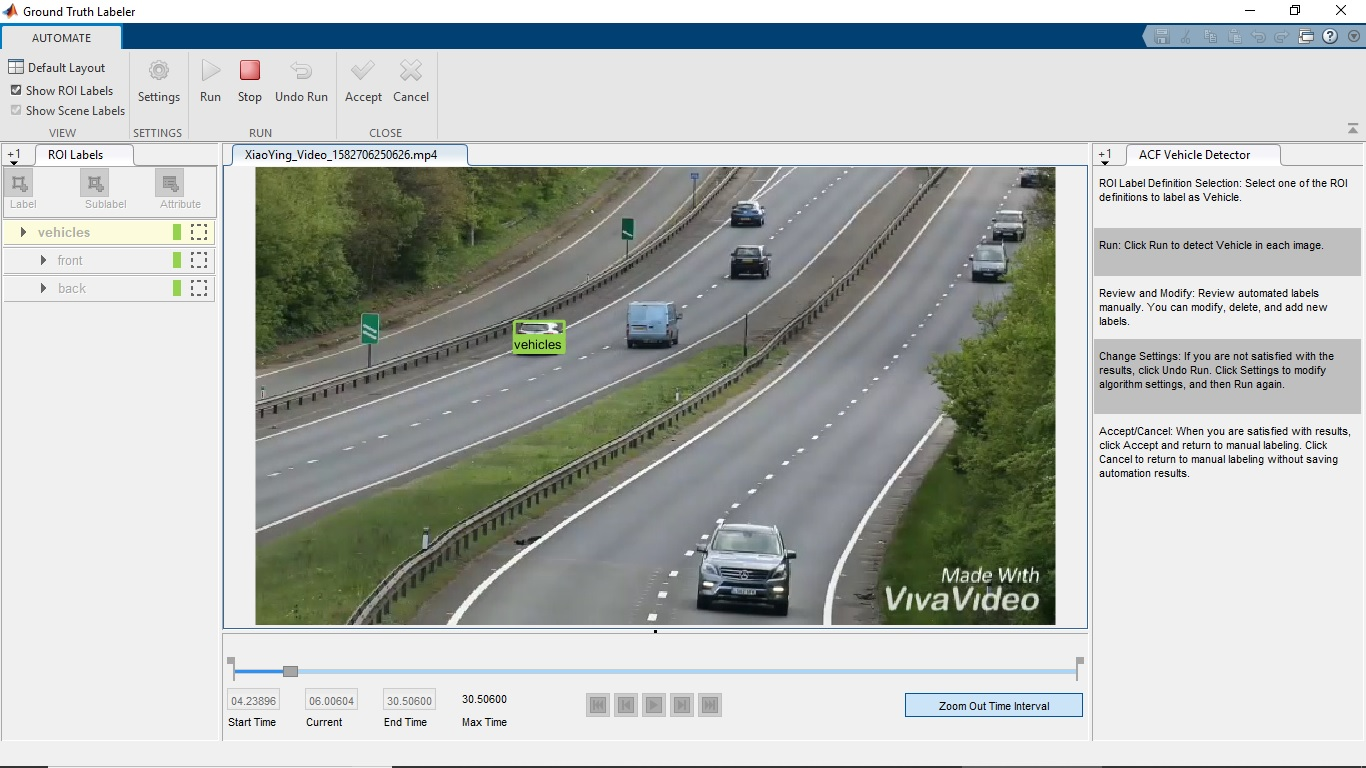 Ground Truth Labeler
AUTOMATE
Default Layout
Show ROI Labels
Show Scene Labels
VIEW
Settings
SETTINGS
Run
Stop
Undo Run
RUN
Accept
Cancel
CLOSE
+1
ROI Labels
Label
Sublabel
Attribute
vehicles
front
back
XiaoYing_Video_1582706250626.mp4
vehicles
Made With
VivaVideo
04.23896
06.00604
30.50600
30.50600
Start Time
Current
End Time
Max Time
Zoom Out Time Interval
+1
ACF Vehicle Detector
ROI Label Definition Selection: Select one of the ROI
definitions to label as Vehicle.
Run: Click Run to detect Vehicle in each image.
Review and Modify: Review automated labels
manually. You can modify, delete, and add new
labels.
Change Settings: If you are not satisfied with the
results, click Undo Run. Click Settings to modify
algorithm settings, and then Run again.
Accept/Cancel: When you are satisfied with results,
click Accept and return to manual labeling. Click
Cancel to return to manual labeling without saving
automation results.